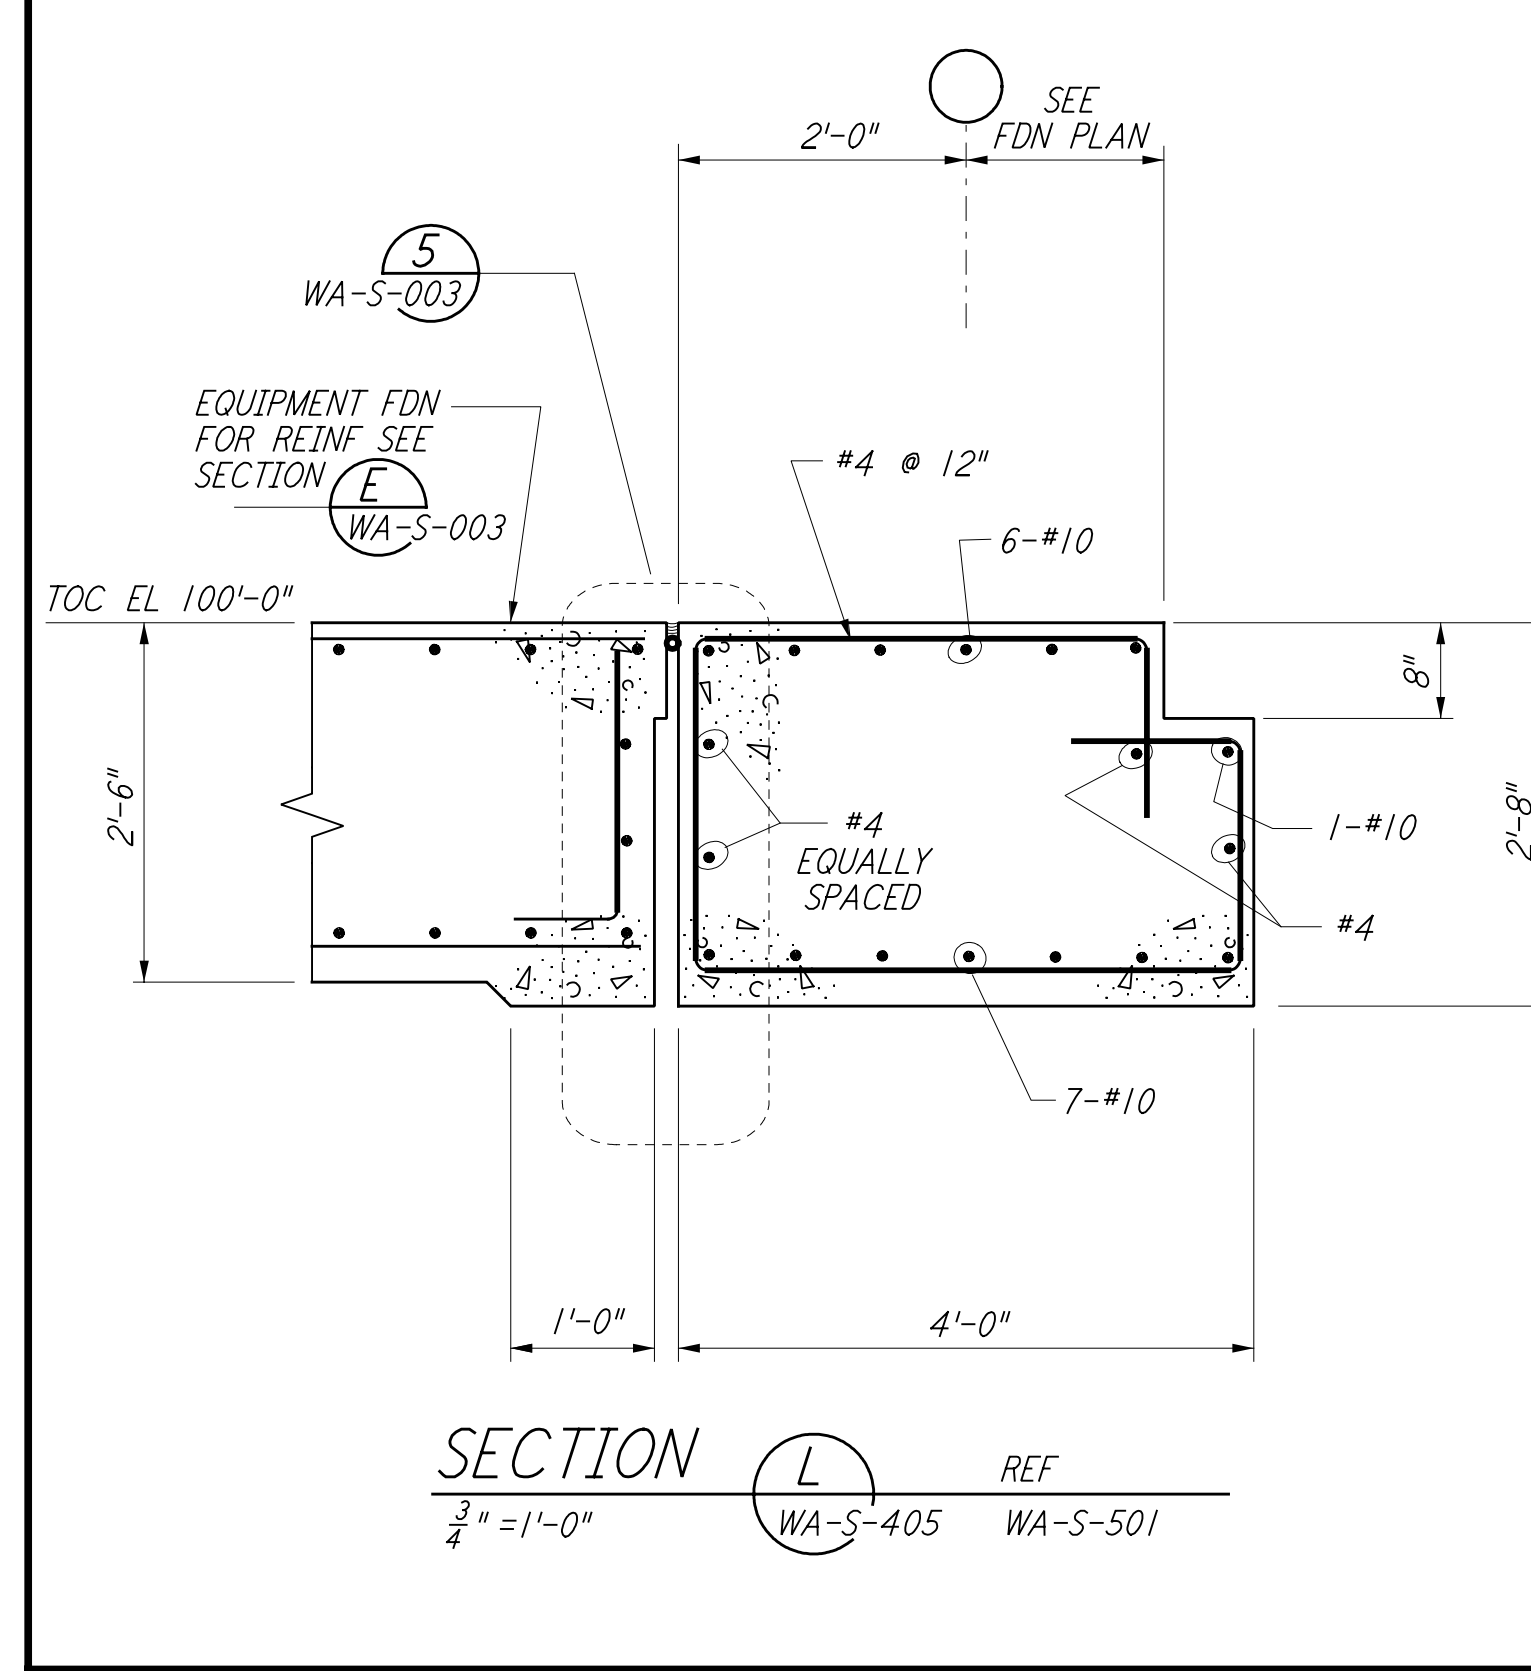 SEE
FDN PLAN
2'-0"
5
WA-S-003
EQUIPMENT FDN
FOR REINF SEE
SECTION E
WA-S-003
#4 @ 12"
6-#10
TOC EL 100'-0"
8"
2'-6"
2'-8"
#4
EQUALLY
SPACED
1-#10
#4
7-#10
1'-0"
4'-0"
SECTION L REF
3/4" =1'-0" WA-S-405 WA-S-501